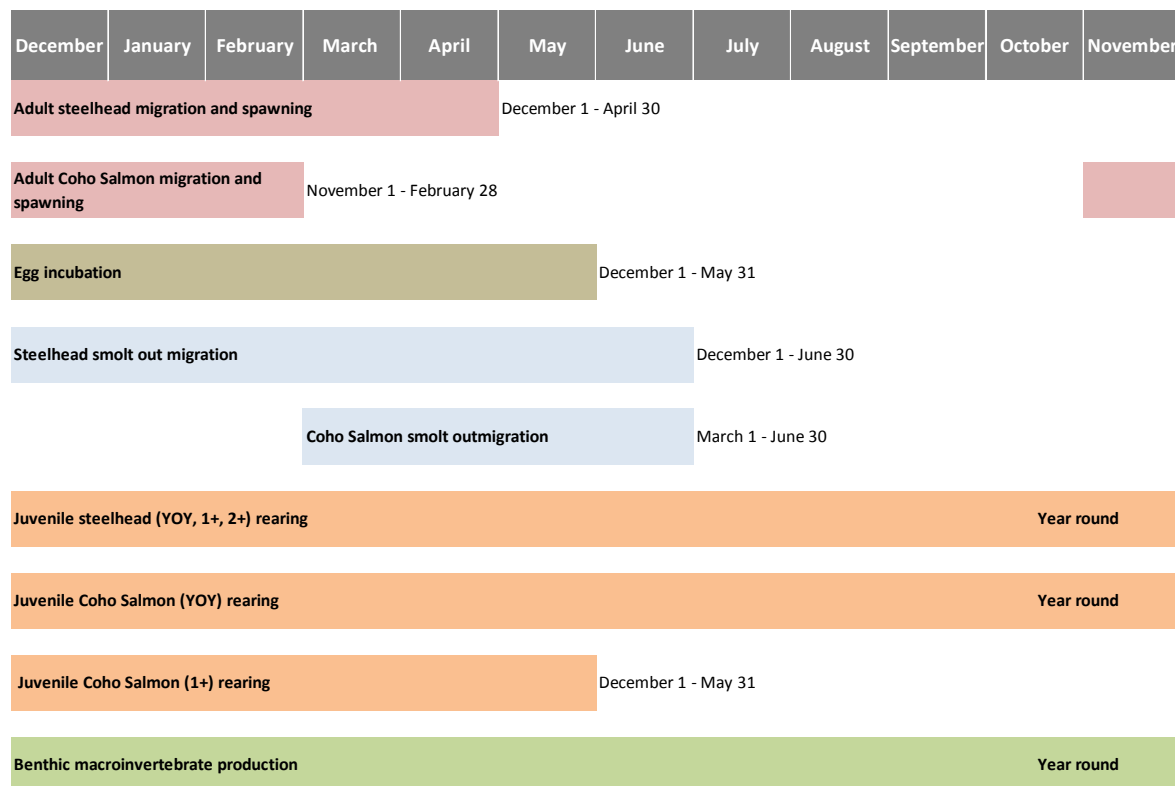 December January February March April May June July August September October November
Adult steelhead migration and spawning December 1 - April 30
Adult Coho Salmon migration and
spawning
November 1 - February 28
Egg incubation December 1 - May 31
Steelhead smolt out migration December 1 - June 30
Coho Salmon smolt outmigration March 1 - June 30
Juvenile steelhead (YOY, 1+, 2+) rearing Year round
Juvenile Coho Salmon (YOY) rearing Year round
Juvenile Coho Salmon (1+) rearing December 1 - May 31
Benthic macroinvertebrate production Year round